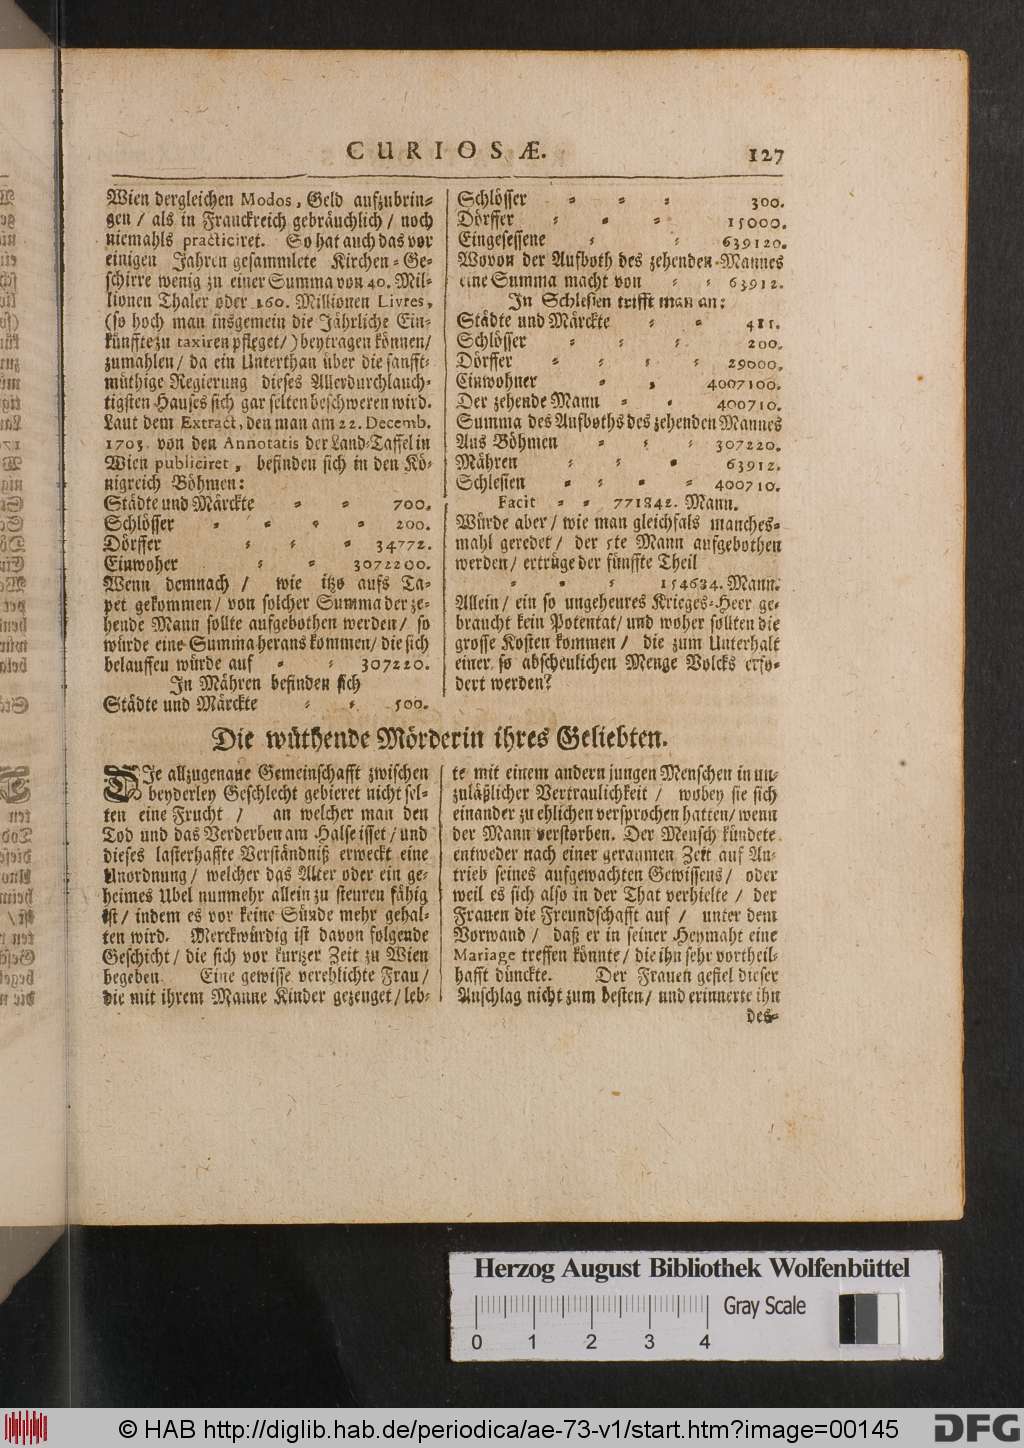 CURIOSÆ. 127
Wien dergleichen Modos, Geld aufzubrin-
gen / als in Franckreich gebräuchlich / noch
niemahls practiciret. So hat auch das vor
einigen Jahren gesammlete Kirchen-Ge-
schirre wenig zu einer Summa von 40. Mil-
lionen Thaler oder 160. Millionen Livres,
(so hoch man insgemein die Jährliche Ein-
künffte zu taxiren pfleget /) beytragen können /
zumahlen / da ein Unterthan über die sanfft-
müthige Regierung dieses Allerdurchlauch-
tigsten Hauses sich gar selten beschweren wird.
Laut dem Extract, den man am 22. Decemb.
1703. von den Annotatis der Land-Taffel in
Wien publiciret, befinden sich in den Kö-
nigreich Böhmen:
Städte und Märckte - - 700.
Schlösser - - - - 200.
Dörffer - - - 34772.
Einwoher - - 3072200.
Wenn demnach / wie itzo aufs Ta-
pet gekommen / von solcher Summa der ze-
hende Mann sollte aufgebothen werden / so
würde eine Summa heraus kommen / die sich
belauffen würde auf - - 307220.
In Mähren befinden sich
Städte und Märckte - - 500.
Schlösser - - - 300.
Dörffer - - - 15000.
Eingesessene - - 639120.
Wovon der Aufboth des zehenden-Mannes
eine Summa macht von - - 63912.
In Schlesien trifft man an:
Städte und Märckte - - 411.
Schlösser - - - 200.
Dörffer - - - - 29000.
Einwohner - - 4007100.
Der zehende Mann - - 400710.
Summa des Aufboths des zehenden Mannes
Aus Böhmen - - - 307220.
Mähren - - - 63912.
Schlesien - - - - 400710.
Facit - - 771842. Mann.
Würde aber / wie man gleichfals manches-
mahl geredet / der 5te Mann aufgebothen
werden / ertrüge der fünffte Theil
- - - 154634. Mann.
Allein / ein so ungeheures Krieges-Heer ge-
braucht kein Potentat / und woher sollten die
grosse Kosten kommen / die zum Unterhalt
einer so abscheulichen Menge Volcks erfo-
dert werden?
Die wüthende Mörderin ihres Geliebten.
DIe allzugenaue Gemeinschafft zwischen
beyderley Geschlecht gebieret nicht sel-
ten eine Frucht / an welcher man den
Tod und das Verderben am Halse isset / und
dieses lasterhaffte Verständniß erweckt eine
Unordnung / welcher das Alter oder ein ge-
heimes Ubel nunmehr allein zu steuren fähig
ist / indem es vor keine Sünde mehr gehal-
ten wird. Merckwürdig ist davon folgende
Geschicht / die sich vor kurtzer Zeit zu Wien
begeben. Eine gewisse verehlichte Frau /
die mit ihrem Manne Kinder gezeuget / leb-
te mit einem andern jungen Menschen in un-
zuläßlicher Vertraulichkeit / wobey sie sich
einander zu ehlichen versprochen hatten / wenn
der Mann verstorben. Der Mensch kündete
entweder nach einer geraumen Zeit auf An-
trieb seines aufgewachten Gewissens / oder
weil es sich also in der That verhielte / der
Frauen die Freundschafft auf / unter dem
Vorwand / daß er in seiner Heymaht eine
Mariage treffen könnte / die ihn sehr vortheil-
hafft dünckte. Der Frauen gefiel dieser
Anschlag nicht zum besten / und erinnerte ihn
des-
Herzog August Bibliothek Wolfenbüttel
0 1 2 3 4 Gray Scale
© HAB http://diglib.hab.de/periodica/ae-73-v1/start.htm?image=00145 DFG